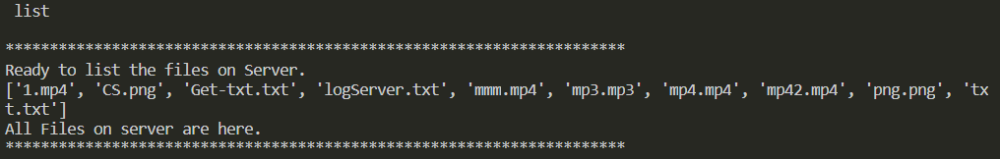 list
**********************************************************************
Ready to list the files on Server.
['1.mp4', 'CS.png', 'Get-txt.txt', 'logServer.txt', 'mmm.mp4', 'mp3.mp3', 'mp4.mp4', 'mp42.mp4', 'png.png', 'tx
t.txt']
All Files on server are here.
**********************************************************************